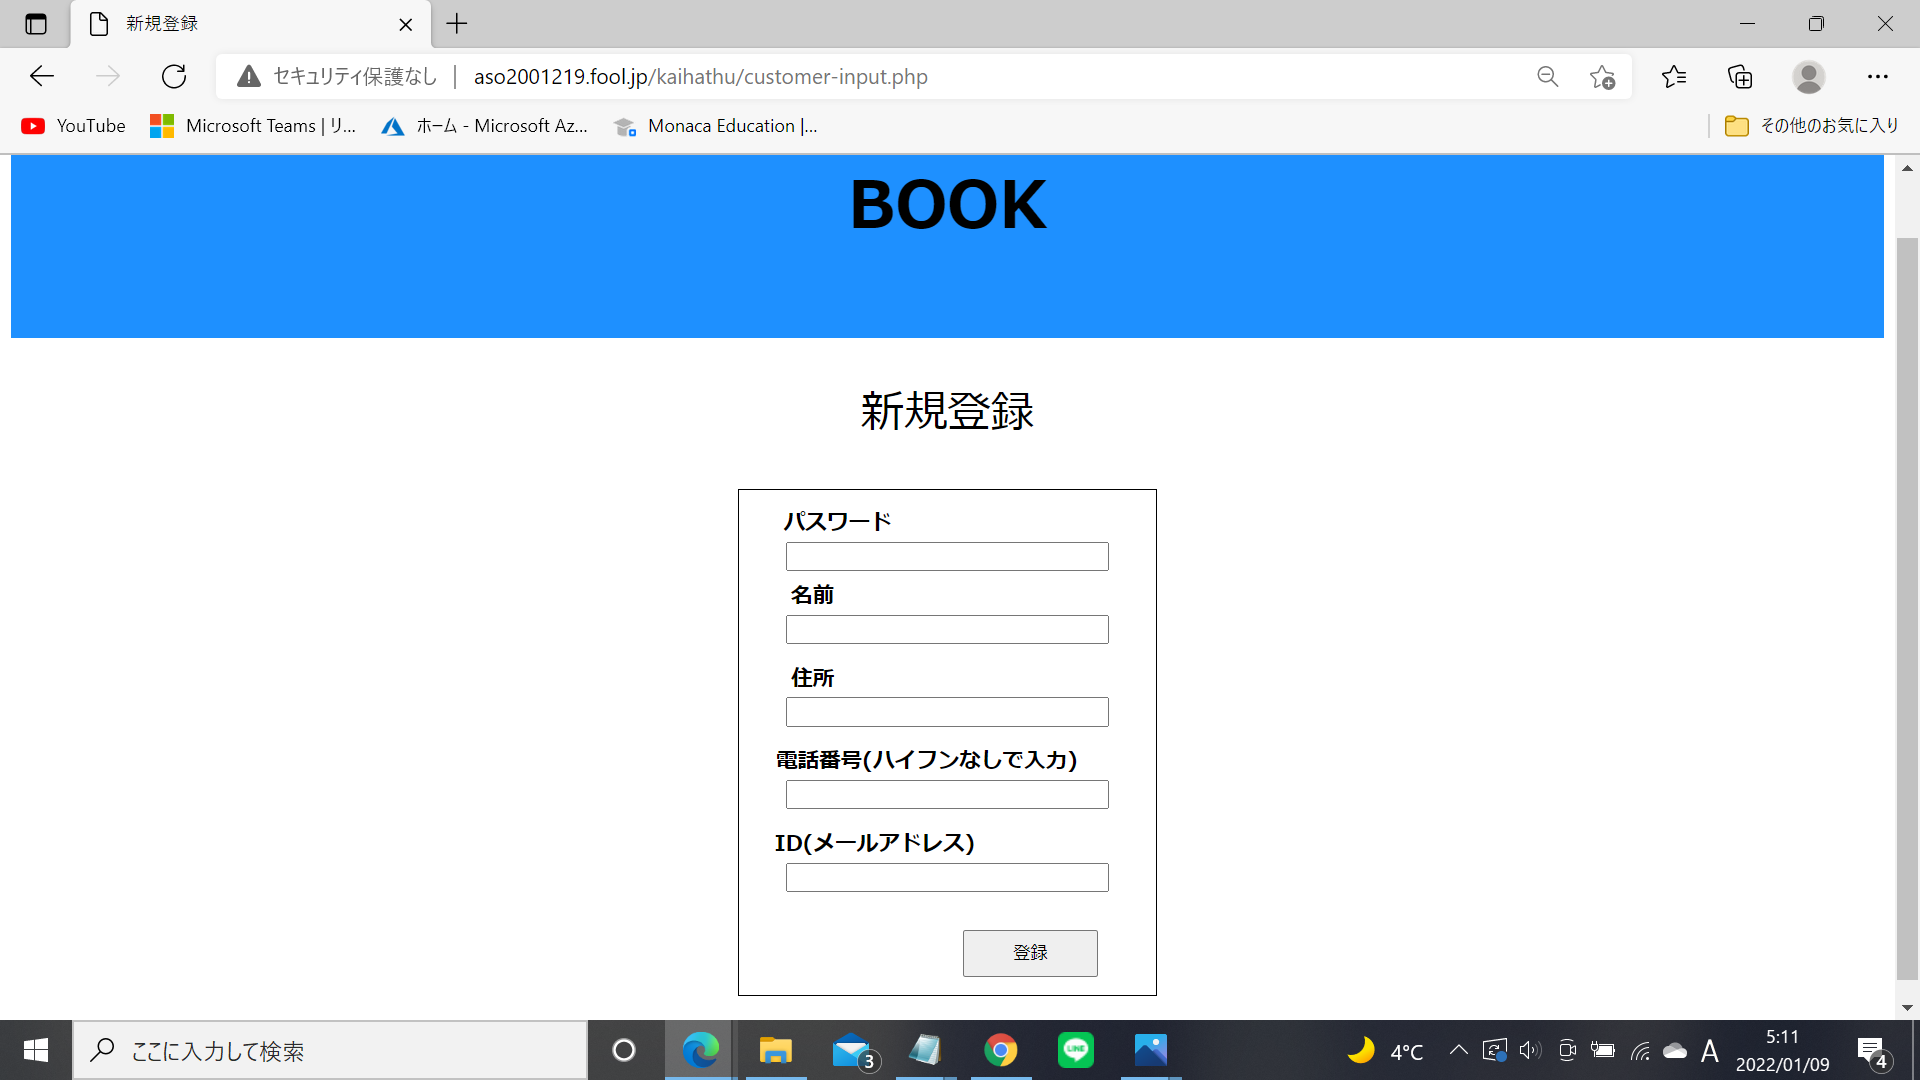 新規登録
セキュリティ保護なし | aso2001219.fool.jp/kaihathu/customer-input.php
YouTube Microsoft Teams | リ... ホーム - Microsoft Az... Monaca Education |... その他のお気に入り
BOOK
新規登録
パスワード
名前
住所
電話番号(ハイフンなしで入力)
ID(メールアドレス)
登録
ここに入力して検索 3 LINE 4°C A 5:11 4
2022/01/09